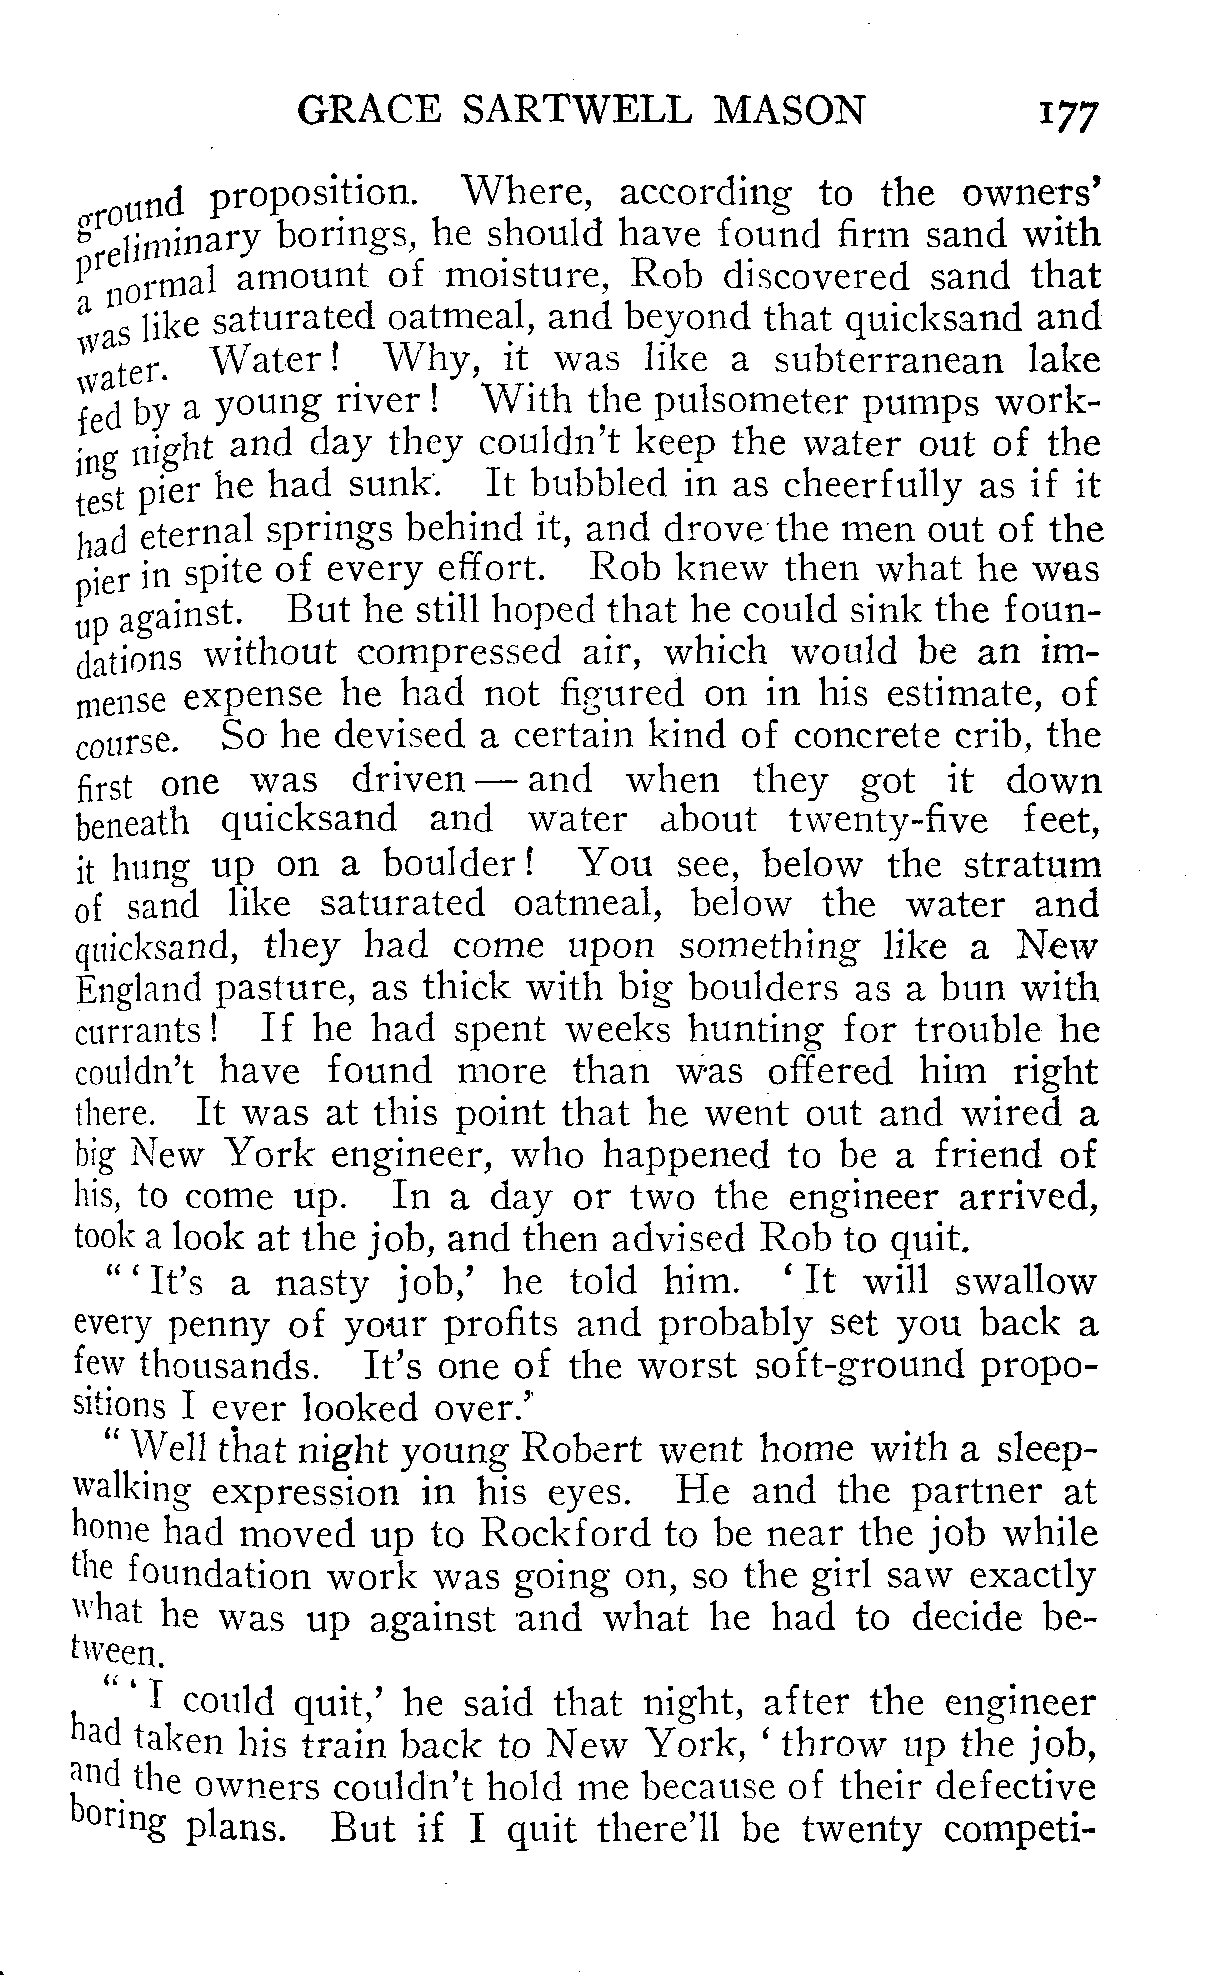 GRACE SARTWELL MASON 177
ground proposition. Where, according to the owners'
preliminary borings, he should have found firm sand with
a normal amount of moisture, Rob discovered sand that
was like saturated oatmeal, and beyond that quicksand and
water. Water! Why, it was like a subterranean lake
fed by a young river! With the pulsometer pumps work-
ing night and day they couldn't keep the water out of the
test pier he had sunk. It bubbled in as cheerfully as if it
had eternal springs behind it, and drove the men out of the
pier in spite of every effort. Rob knew then what he was
up against. But he still hoped that he could sink the foun-
dations without compressed air, which would be an im-
mense expense he had not figured on in his estimate, of
course. So he devised a certain kind of concrete crib, the
first one was driven — and when they got it down
beneath quicksand and water about twenty-five feet,
it hung up on a boulder! You see, below the stratum
of sand like saturated oatmeal, below the water and
quicksand, they had come upon something like a New
England pasture, as thick with big boulders as a bun with
currants! If he had spent weeks hunting for trouble he
couldn't have found more than was offered him right
there. It was at this point that he went out and wired a
big New York engineer, who happened to be a friend of
his, to come up. In a day or two the engineer arrived,
took a look at the job, and then advised Rob to quit.
"'It's a nasty job,' he told him. 'It will swallow
every penny of your profits and probably set you back a
few thousands. It's one of the worst soft-ground propo-
sitions I ever looked over.'
"Well that night young Robert went home with a sleep-
walking expression in his eyes. He and the partner at
home had moved up to Rockford to be near the job while
the foundation work was going on, so the girl saw exactly
what he was up against and what he had to decide be-
tween.
"'I could quit,' he said that night, after the engineer
had taken his train back to New York, 'throw up the job,
and the owners couldn't hold me because of their defective
boring plans. But if I quit there'll be twenty competi-